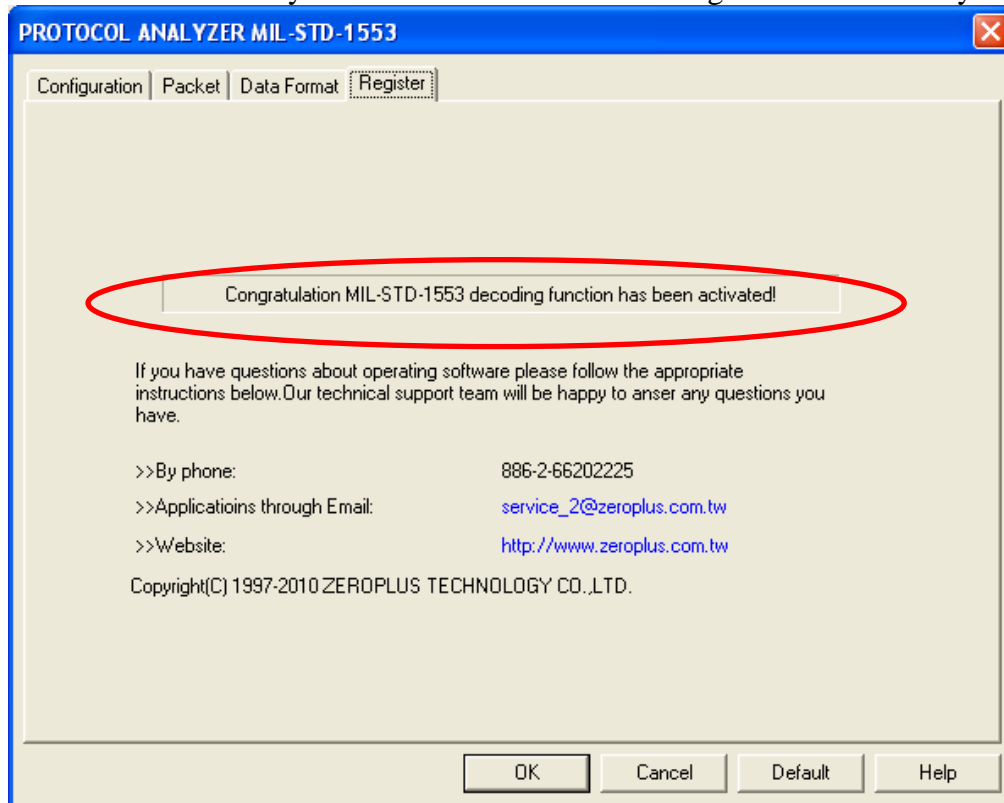 PROTOCOL ANALYZER MIL-STD-1553
Configuration Packet Data Format Register
Congratulation MIL-STD-1553 decoding function has been activated!
If you have questions about operating software please follow the appropriate
instructions below.Our technical support team will be happy to anser any questions you
have.
>>By phone: 886-2-66202225
>>Applicatioins through Email: service_2@zeroplus.com.tw
>>Website: http://www.zeroplus.com.tw
Copyright(C) 1997-2010 ZEROPLUS TECHNOLOGY CO.,LTD.
OK Cancel Default Help